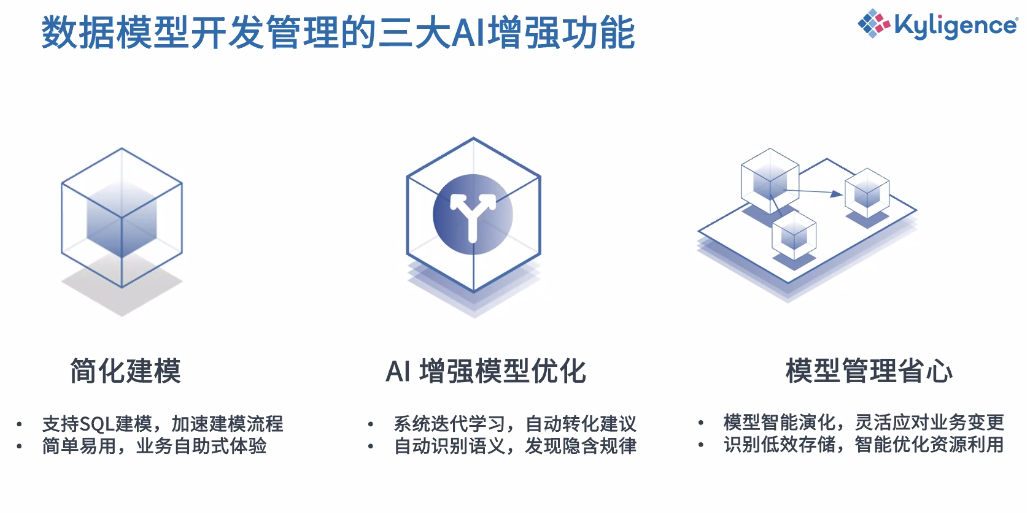 数据模型开发管理的三大AI增强功能
Kyligence
简化建模
• 支持SQL建模，加速建模流程
• 简单易用，业务自助式体验
AI 增强模型优化
• 系统迭代学习，自动转化建议
• 自动识别语义，发现隐含规律
模型管理省心
• 模型智能演化，灵活应对业务变更
• 识别低效存储，智能优化资源利用